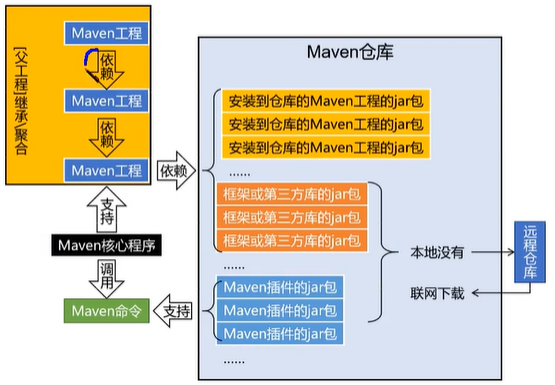 [父工程]继承/聚合
Maven工程
依赖
Maven工程
依赖
Maven工程
支持
Maven核心程序
调用
Maven命令
依赖
支持
Maven仓库
安装到仓库的Maven工程的jar包
安装到仓库的Maven工程的jar包
安装到仓库的Maven工程的jar包
......
框架或第三方库的jar包
框架或第三方库的jar包
框架或第三方库的jar包
......
Maven插件的jar包
Maven插件的jar包
Maven插件的jar包
......
本地没有
联网下载
远程仓库